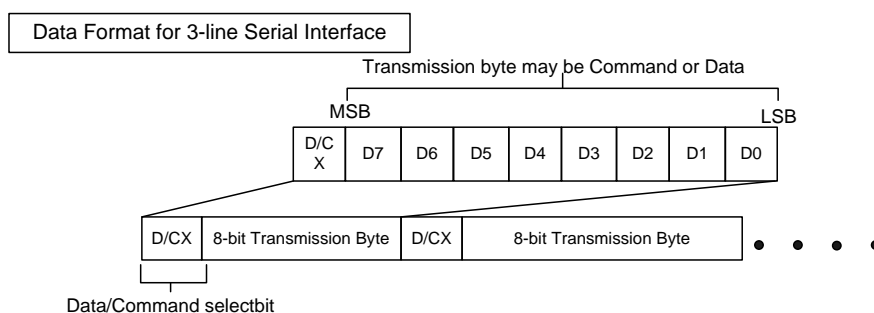 Data Format for 3-line Serial Interface
Transmission byte may be Command or Data
MSB
LSB
D/C
X
D7
D6
D5
D4
D3
D2
D1
D0
D/CX
8-bit Transmission Byte
D/CX
8-bit Transmission Byte
Data/Command selectbit